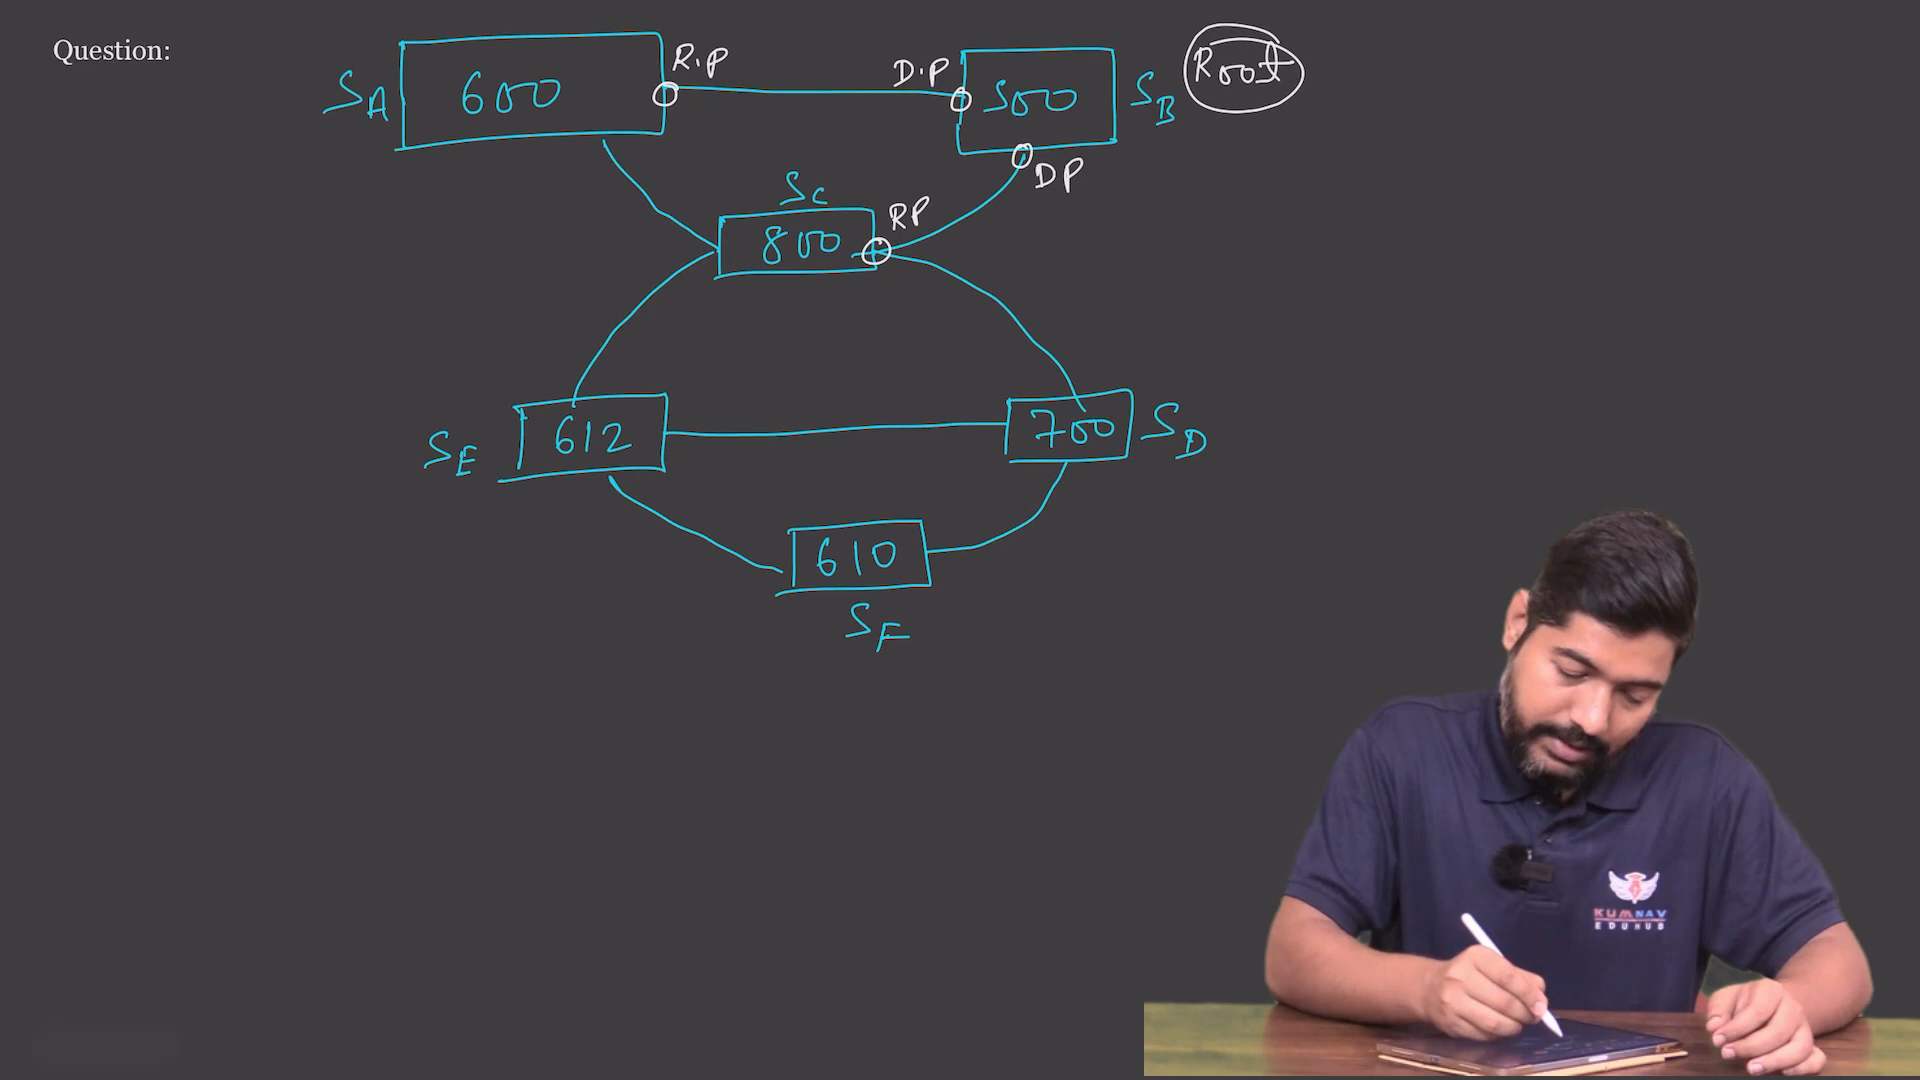 Question:
SA
600
R.P
D.P
500
SB
Root
DP
SC
800
RP
SE
612
700
SD
610
SF
KUMNAV
EDUHUB